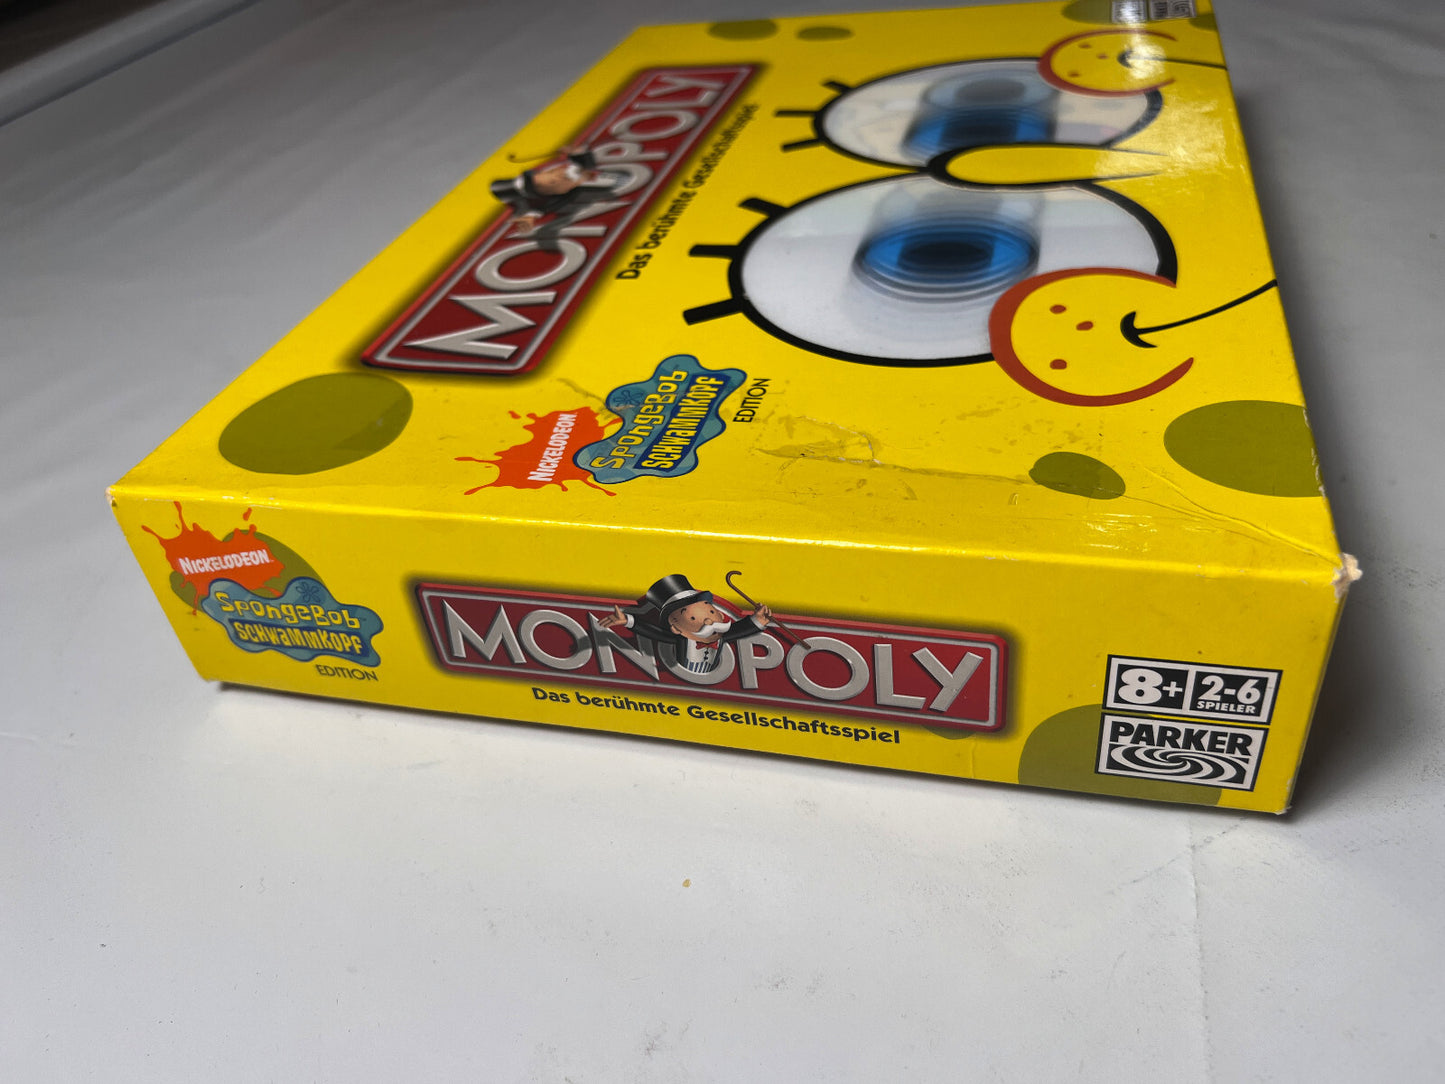 MONOPOLY
Das berühmte Gesellschaftsspiel
NICKELODEON
SpongeBob
SCHWAMMKOPF
EDITION
NICKELODEON
SpongeBob
SCHWAMMKOPF
EDITION
MONOPOLY
Das berühmte Gesellschaftsspiel
8+
2-6
SPIELER
PARKER